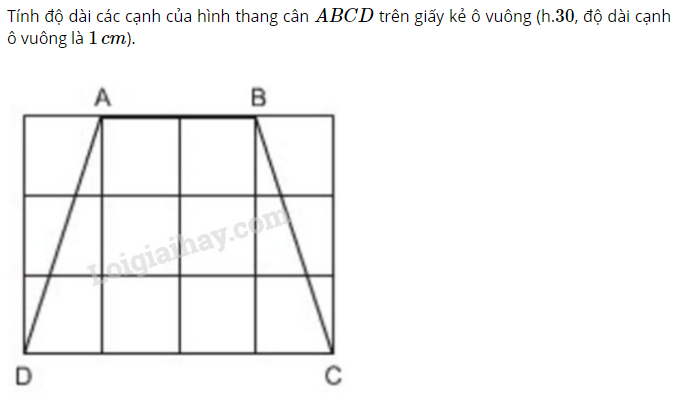 Tính độ dài các cạnh của hình thang cân ABCD trên giấy kẻ ô vuông (h.30, độ dài cạnh
ô vuông là 1 cm).
A B
Loigiaihay.com
D C